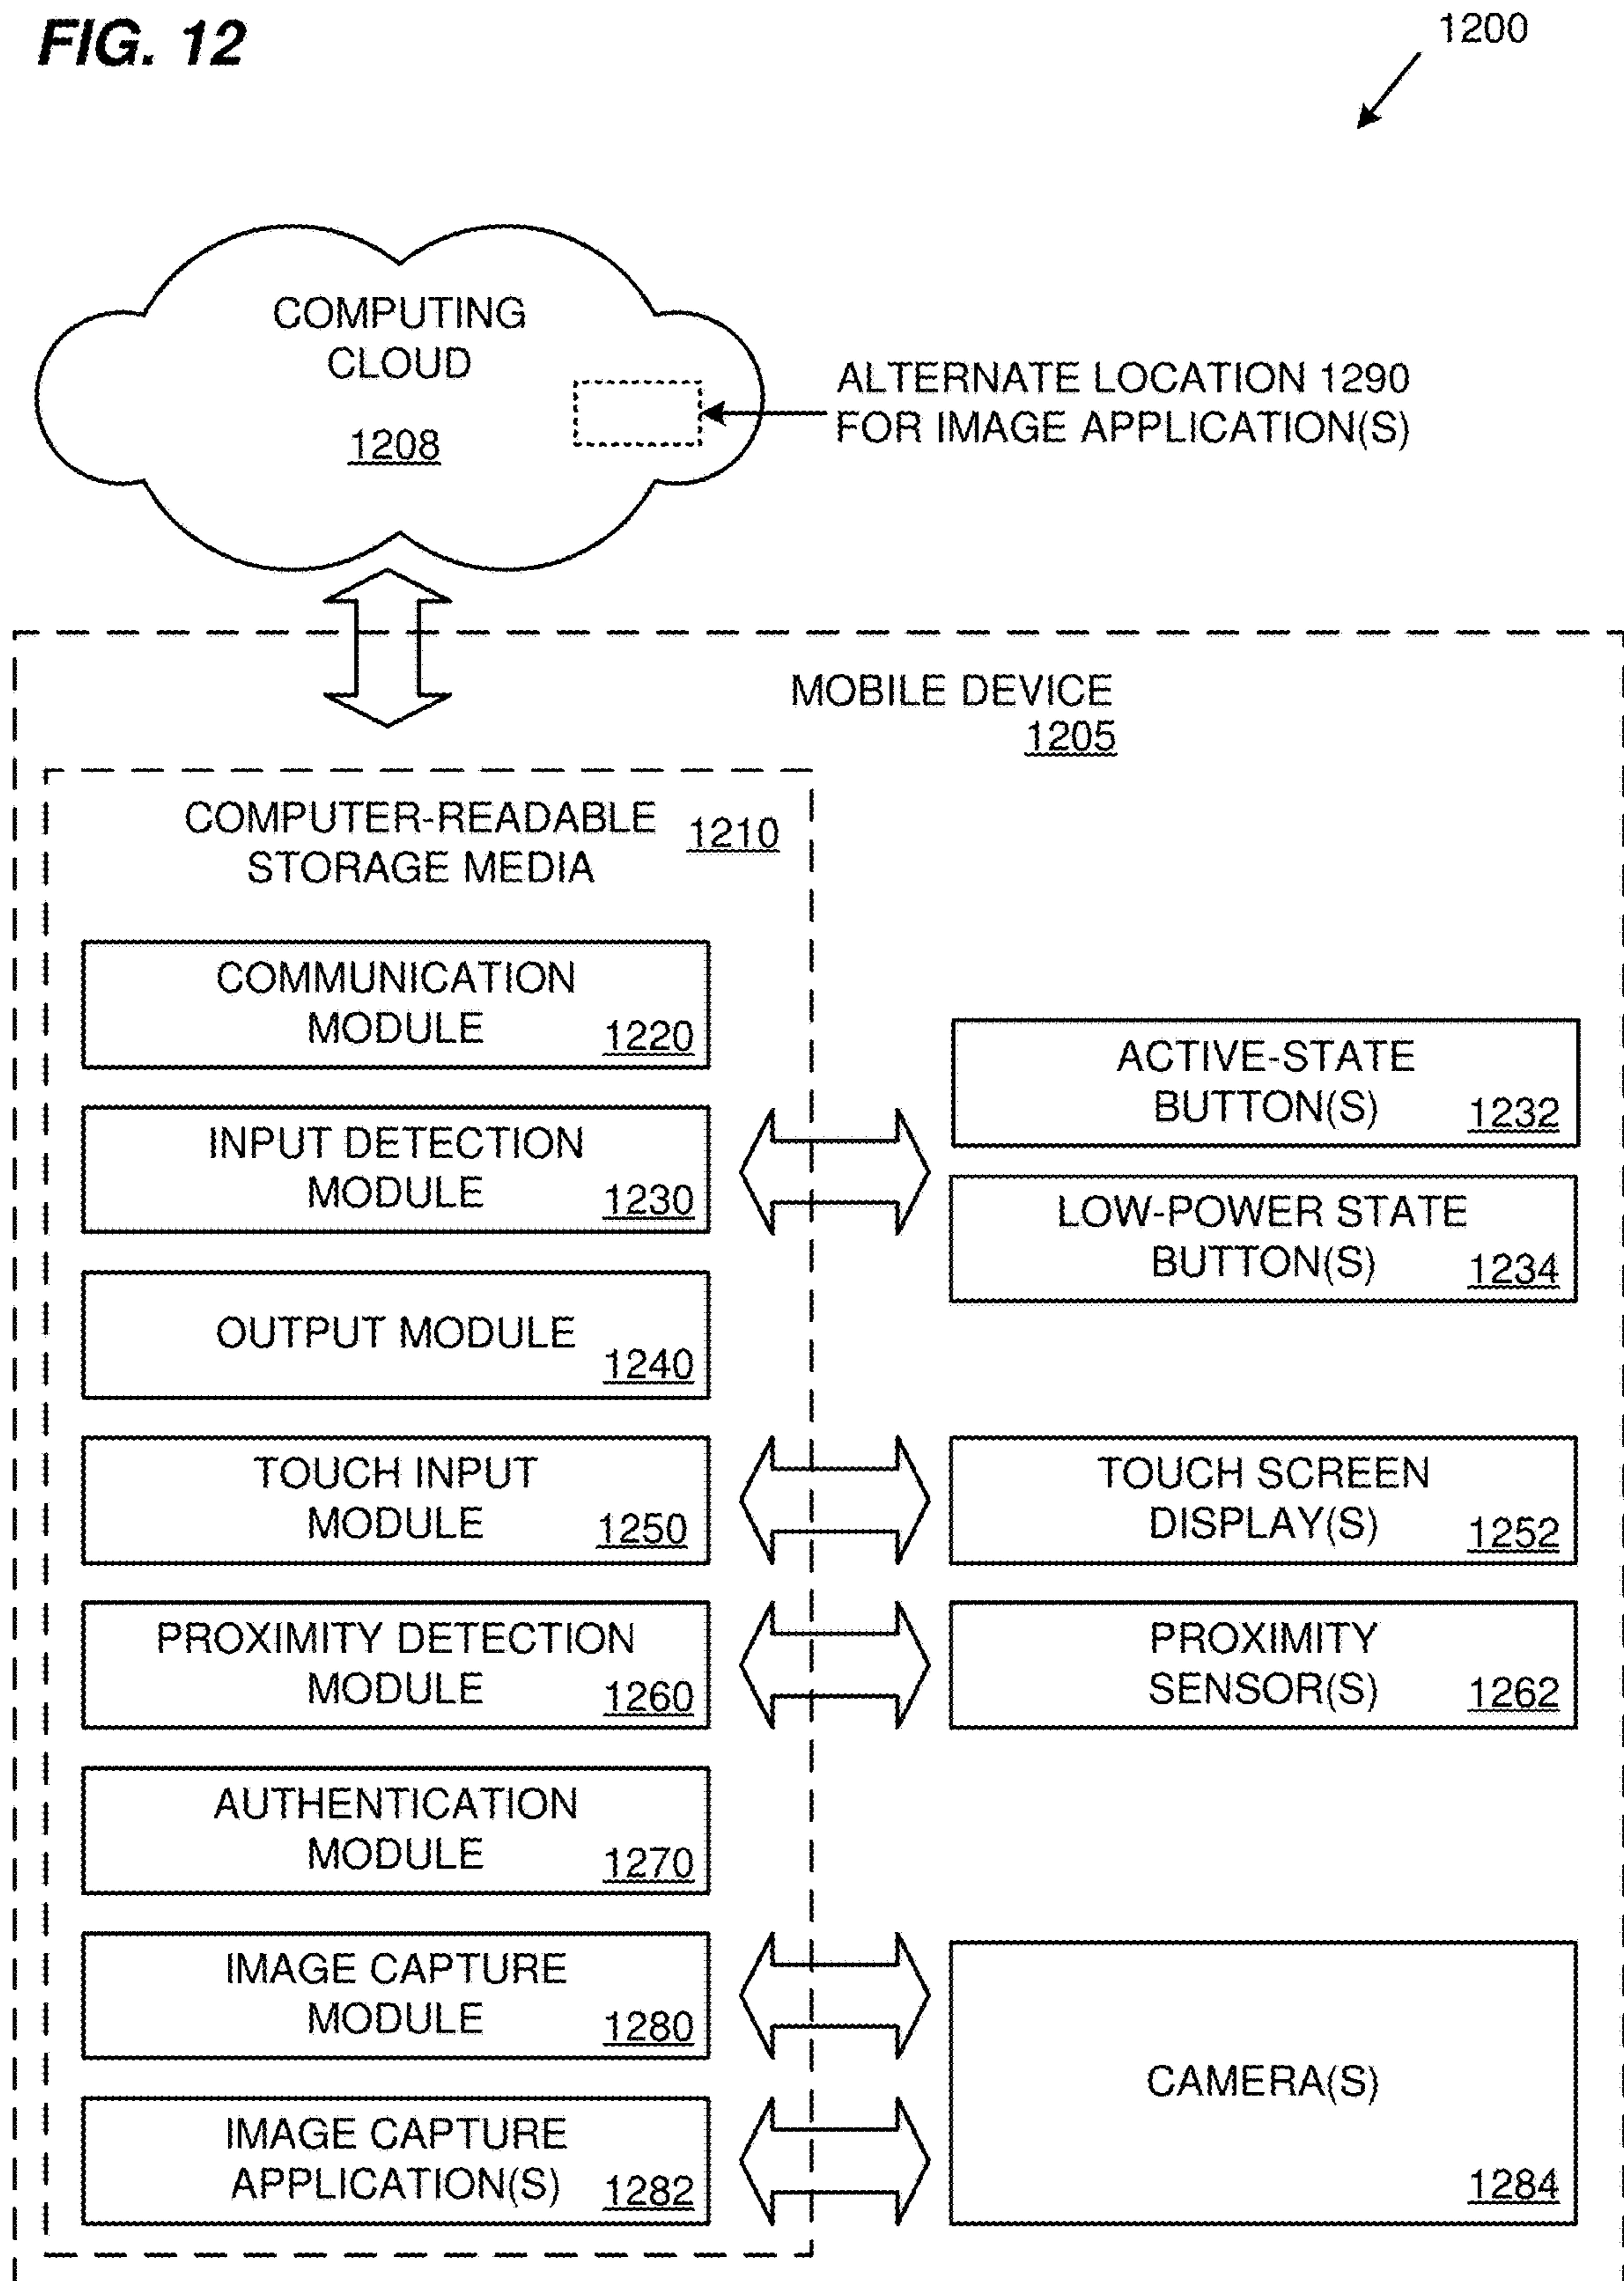 FIG. 12
1200
COMPUTING
CLOUD
1208
ALTERNATE LOCATION 1290
FOR IMAGE APPLICATION(S)
MOBILE DEVICE
1205
COMPUTER-READABLE
STORAGE MEDIA
1210
COMMUNICATION
MODULE
1220
INPUT DETECTION
MODULE
1230
ACTIVE-STATE
BUTTON(S)
1232
LOW-POWER STATE
BUTTON(S)
1234
OUTPUT MODULE
1240
TOUCH INPUT
MODULE
1250
TOUCH SCREEN
DISPLAY(S)
1252
PROXIMITY DETECTION
MODULE
1260
PROXIMITY
SENSOR(S)
1262
AUTHENTICATION
MODULE
1270
IMAGE CAPTURE
MODULE
1280
IMAGE CAPTURE
APPLICATION(S)
1282
CAMERA(S)
1284